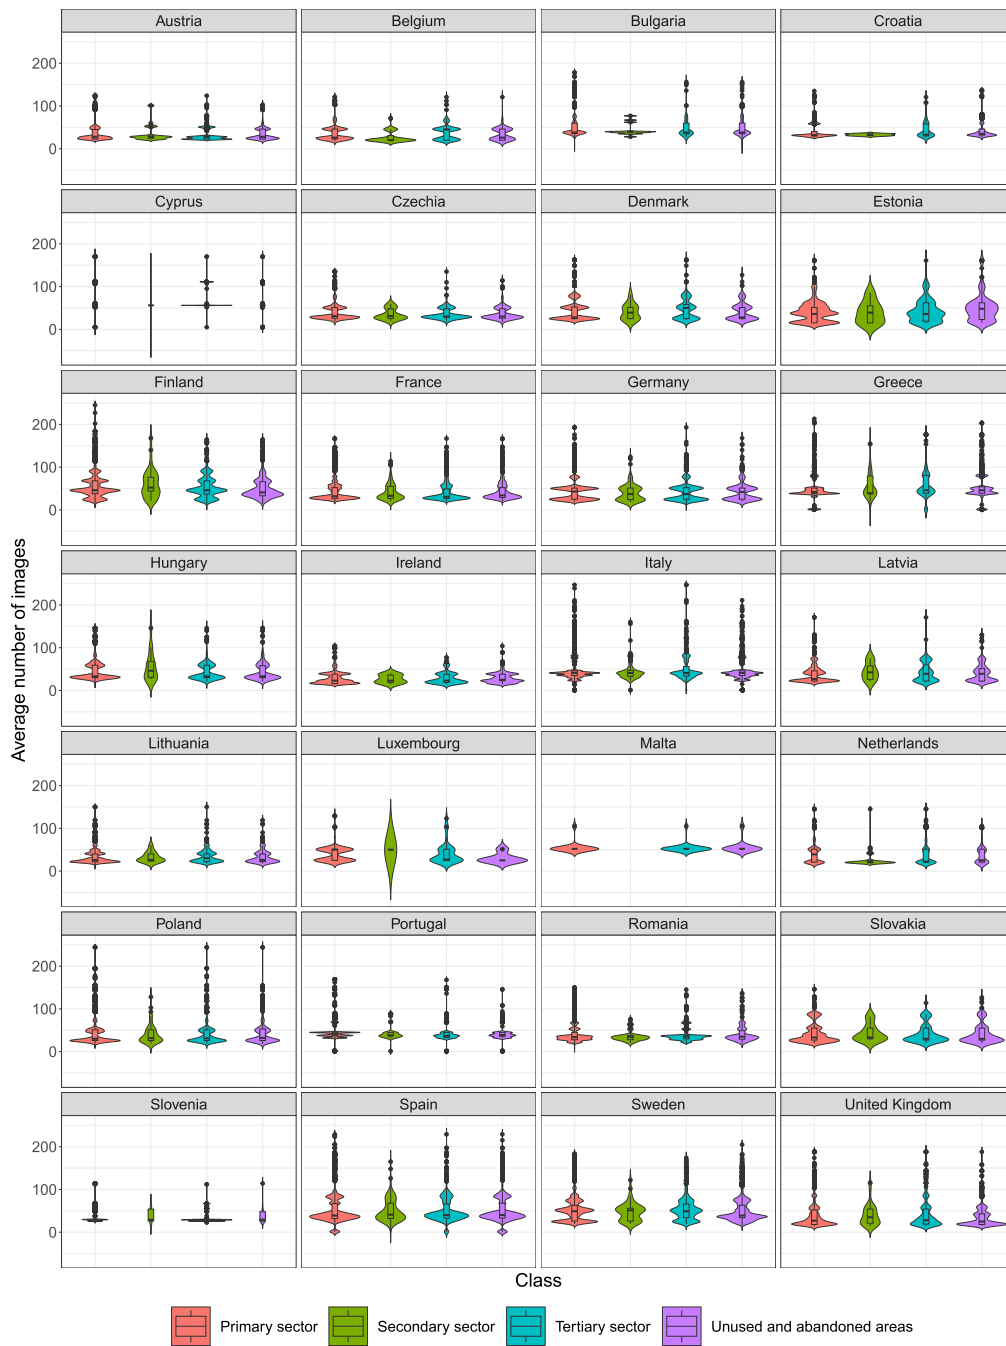 Austria Belgium Bulgaria Croatia
200
100
0
Cyprus Czechia Denmark Estonia
200
100
0
Finland France Germany Greece
200
100
0
Hungary Ireland Italy Latvia
200
100
0
Average number of images
Lithuania Luxembourg Malta Netherlands
200
100
0
Poland Portugal Romania Slovakia
200
100
0
Slovenia Spain Sweden United Kingdom
200
100
0
Class
Primary sector Secondary sector Tertiary sector Unused and abandoned areas